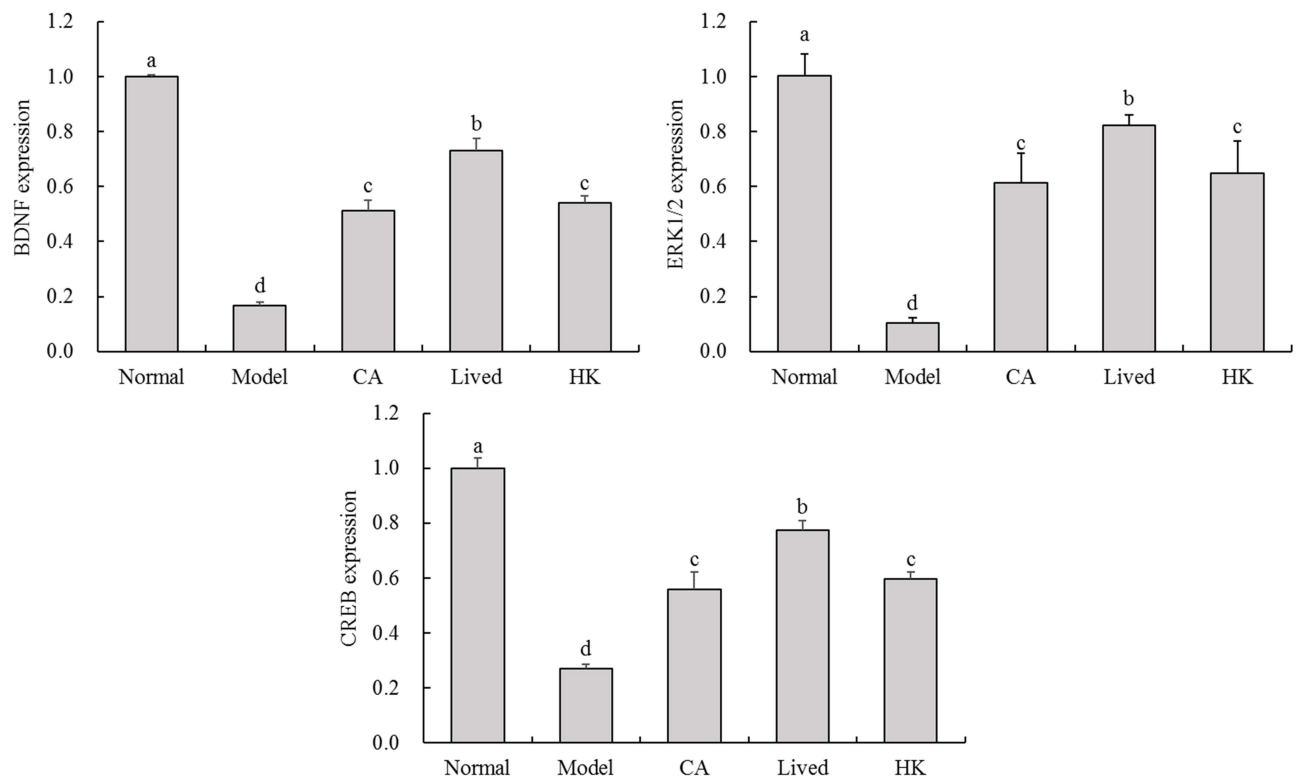 BDNF expression
1.2
1.0
0.8
0.6
0.4
0.2
0.0
a
d
c
b
c
Normal Model CA Lived HK
ERK1/2 expression
1.2
1.0
0.8
0.6
0.4
0.2
0.0
a
d
c
b
c
Normal Model CA Lived HK
CREB expression
1.2
1.0
0.8
0.6
0.4
0.2
0.0
a
d
c
b
c
Normal Model CA Lived HK